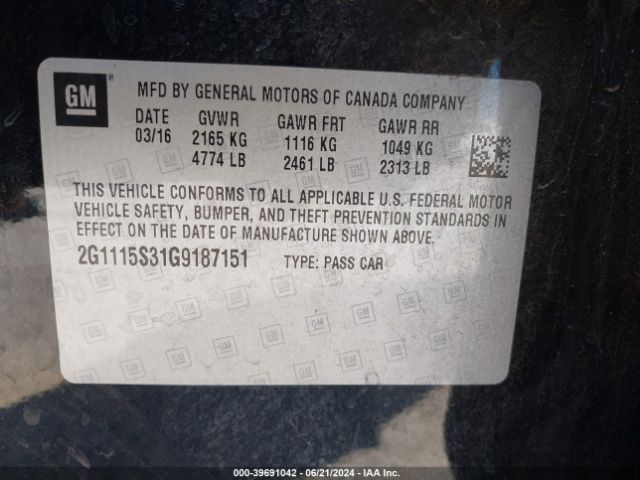 GM ®
MFD BY GENERAL MOTORS OF CANADA COMPANY
DATE GVWR GAWR FRT GAWR RR
03/16 2165 KG 1116 KG 1049 KG
4774 LB 2461 LB 2313 LB
THIS VEHICLE CONFORMS TO ALL APPLICABLE U.S. FEDERAL MOTOR
VEHICLE SAFETY, BUMPER, AND THEFT PREVENTION STANDARDS IN
EFFECT ON THE DATE OF MANUFACTURE SHOWN ABOVE.
2G1115S31G9187151 TYPE: PASS CAR
000-39691042 / 06/21/2024 / IAA Inc.